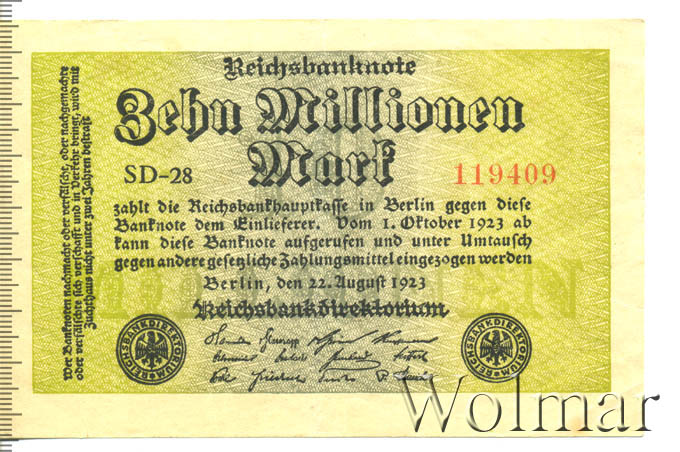 Reichsbanknote
Zehn Millionen
Mark
SD-28
119409
zahlt die Reichsbankhauptkasse in Berlin gegen diese
Banknote dem Einlieferer. Vom 1. Oktober 1923 ab
kann diese Banknote aufgerufen und unter Umtausch
gegen andere gesetzliche Zahlungsmittel eingezogen werden
Berlin, den 22. August 1923
Reichsbankdirektorium
Wer Banknoten nachmacht oder verfälscht, oder nachgemachte
oder verfälschte sich verschafft und in Verkehr bringt, wird mit
Zuchthaus nicht unter zwei Jahren bestraft
REICHSBANKDIREKTORIUM
REICHSBANKDIREKTORIUM
Wolmar